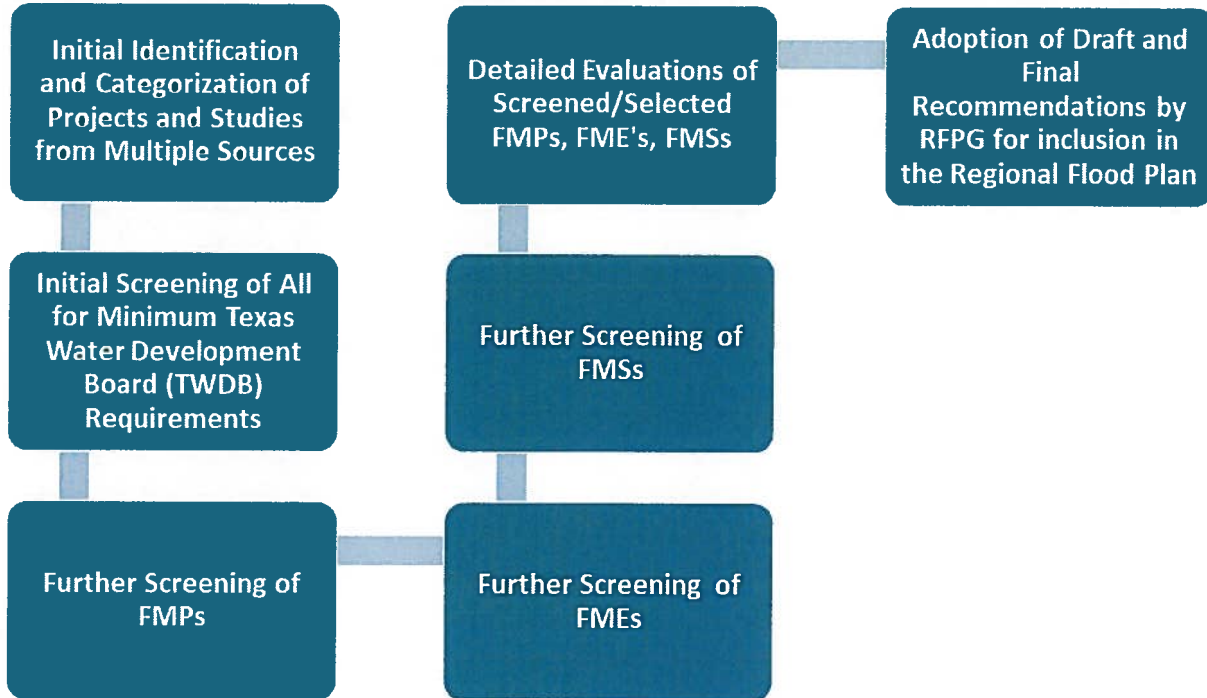 Initial Identification
and Categorization of
Projects and Studies
from Multiple Sources
Initial Screening of All
for Minimum Texas
Water Development
Board (TWDB)
Requirements
Further Screening of
FMPs
Further Screening of
FMEs
Further Screening of
FMSs
Detailed Evaluations of
Screened/Selected
FMPs, FME's, FMSs
Adoption of Draft and
Final
Recommendations by
RFPG for inclusion in
the Regional Flood Plan